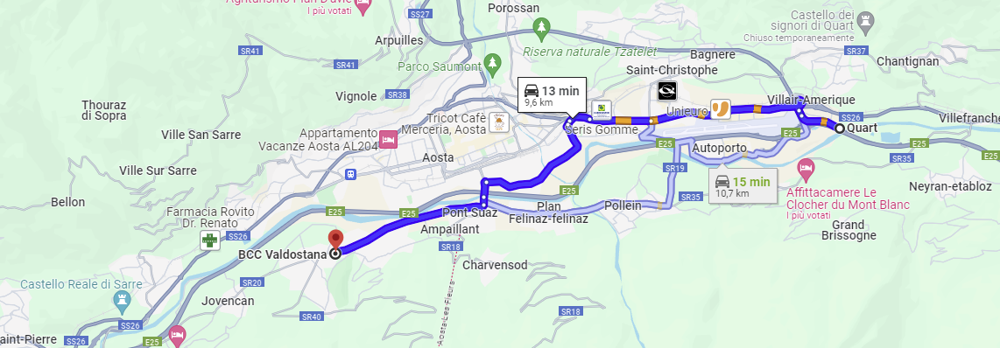 Agriturismo Plan D'Avie
I più votati
SS27
Porossan
Castello dei
signori di Quart
Chiuso temporaneamente
Arpuilles
SR41
Riserva naturale Tzatelet
Bagnere
SR37
Chantignan
SR41
Parco Saumont
Saint-Christophe
Vignole
SR38
13 min
9,6 km
Thouraz
di Sopra
Villair-Amerique
Unieuro
Tricot Cafè
Merceria, Aosta
SS26
Villefranche
Seris Gomme
Quart
Ville San Sarre
Appartamento
Vacanze Aosta AL204
E25
E25
Autoporto
E25
Aosta
SR19
SR35
Ville Sur Sarre
15 min
10,7 km
Affittacamere Le
Clocher du Mont Blanc
I più votati
Neyran-etabloz
E25
SR35
Bellon
Farmacia Rovito
Dr. Renato
E25
E25
Pont Suaz
Plan
Felinaz-felinaz
Pollein
Grand
Brissogne
SS26
Ampaillant
BCC Valdostana
SR18
Charvensod
Castello Reale di Sarre
SR20
Jovencan
Aosta-Les Fleurs
SR40
SR18
SS26
aint-Pierre
SS26
E25